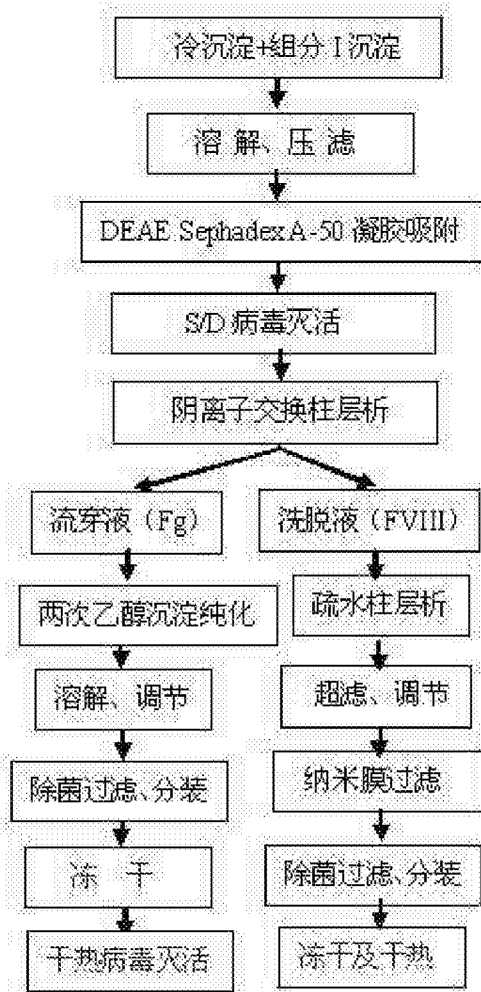 冷沉淀+组分 I 沉淀
溶 解、压 滤
DEAE Sephadex A-50 凝胶吸附
S/D 病毒灭活
阴离子交换柱层析
流穿液（Fg）
两次乙醇沉淀纯化
溶解、调节
除菌过滤、分装
冻 干
干热病毒灭活
洗脱液（FVIII）
疏水柱层析
超滤、调节
纳米膜过滤
除菌过滤、分装
冻干及干热